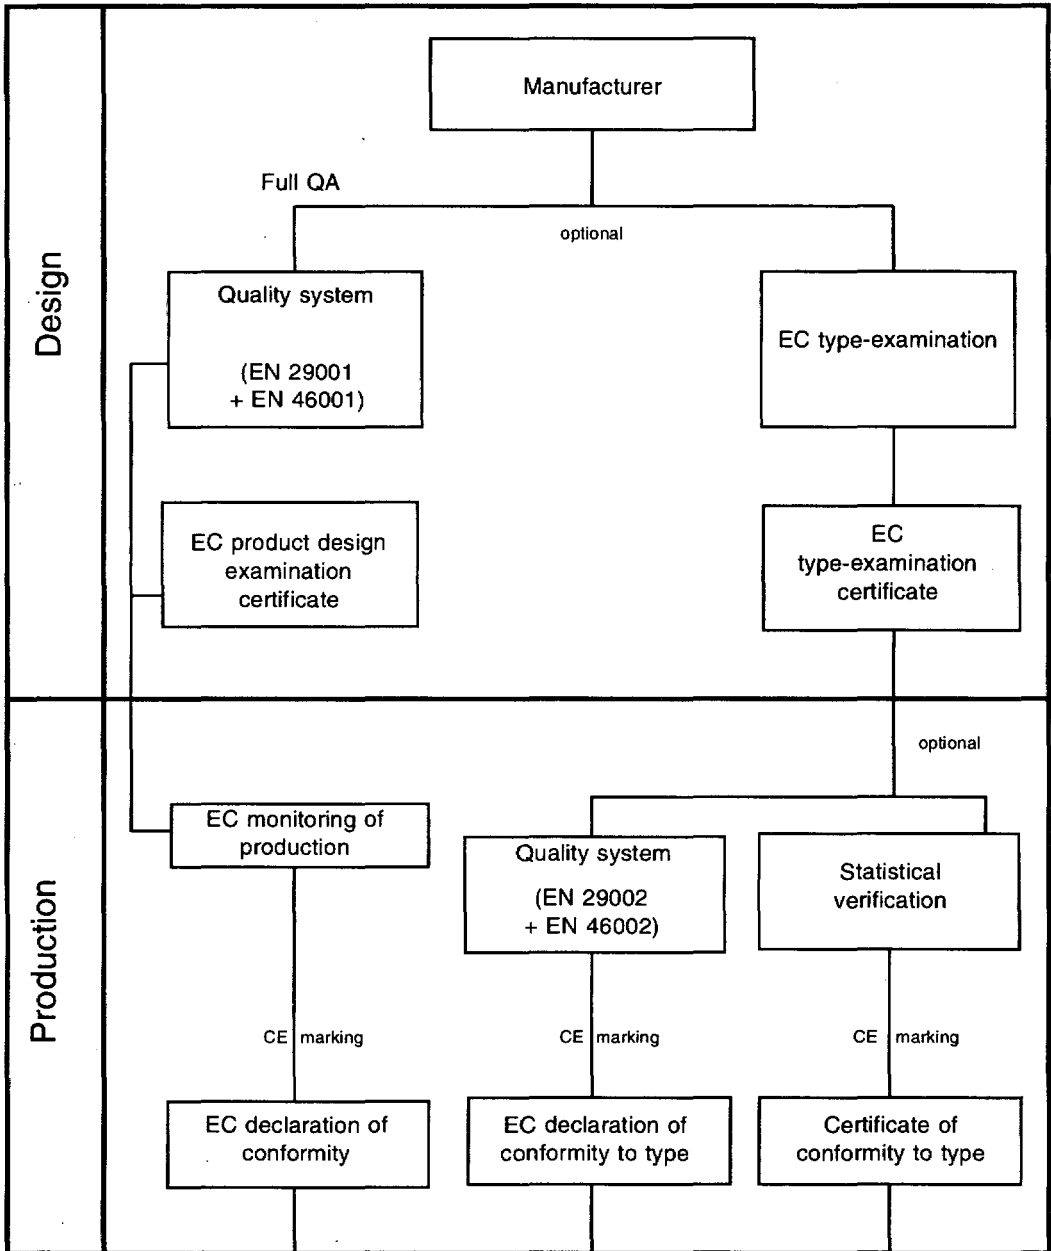 Manufacturer
Full QA
optional
Design
Quality system
(EN 29001
+ EN 46001)
EC type-examination
EC product design
examination
certificate
EC
type-examination
certificate
optional
Production
EC monitoring of
production
Quality system
(EN 29002
+ EN 46002)
Statistical
verification
CE marking
CE marking
CE marking
EC declaration of
conformity
EC declaration of
conformity to type
Certificate of
conformity to type